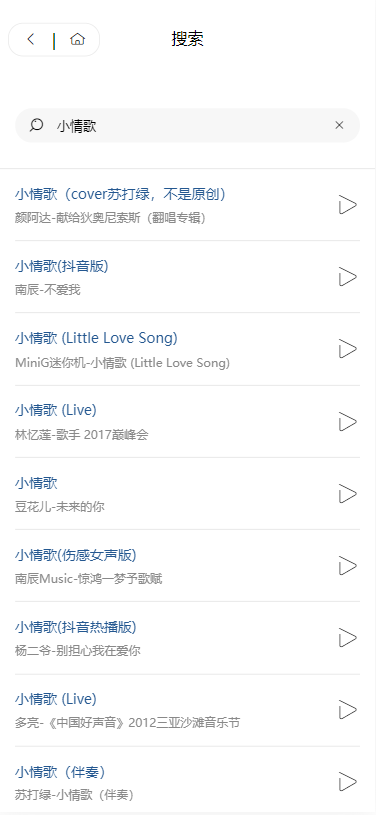 搜索
小情歌
小情歌（cover苏打绿，不是原创）
颜阿达-献给狄奥尼索斯（翻唱专辑）
小情歌(抖音版)
南辰-不爱我
小情歌 (Little Love Song)
MiniG迷你机-小情歌 (Little Love Song)
小情歌 (Live)
林忆莲-歌手 2017巅峰会
小情歌
豆花儿-未来的你
小情歌(伤感女声版)
南辰Music-惊鸿一梦予歌赋
小情歌(抖音热播版)
杨二爷-别担心我在爱你
小情歌 (Live)
多亮-《中国好声音》2012三亚沙滩音乐节
小情歌（伴奏）
苏打绿-小情歌（伴奏）